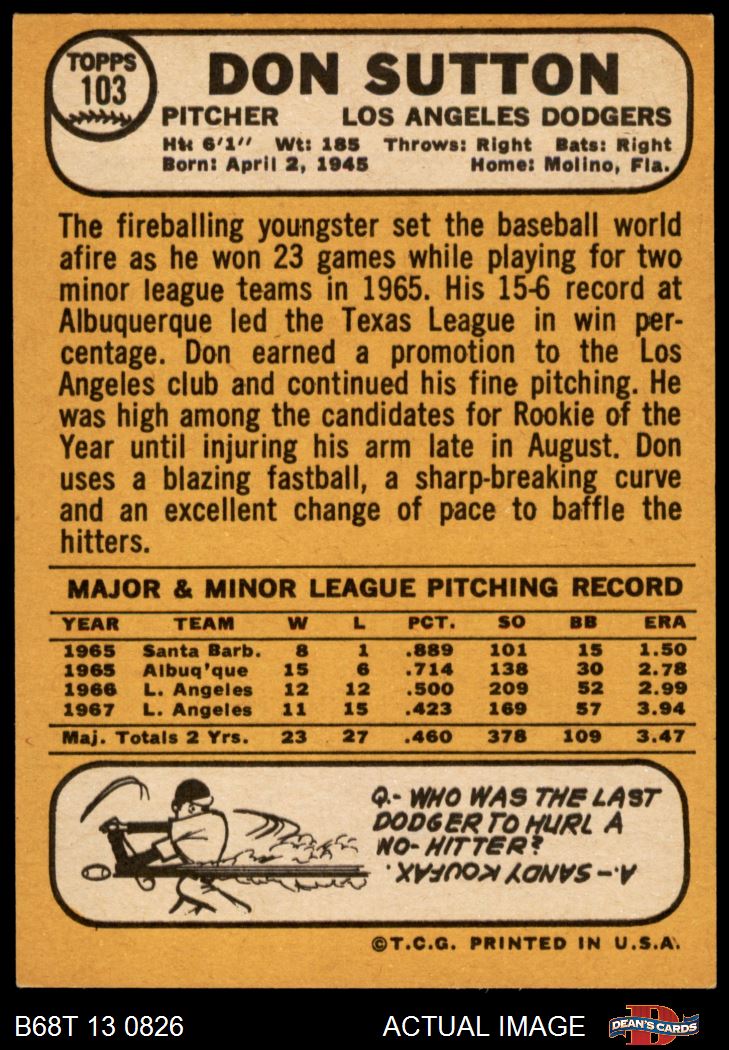 TOPPS
103
DON SUTTON
PITCHER LOS ANGELES DODGERS
Ht: 6'1" Wt: 185 Throws: Right Bats: Right
Born: April 2, 1945 Home: Molino, Fla.
The fireballing youngster set the baseball world
afire as he won 23 games while playing for two
minor league teams in 1965. His 15-6 record at
Albuquerque led the Texas League in win per-
centage. Don earned a promotion to the Los
Angeles club and continued his fine pitching. He
was high among the candidates for Rookie of the
Year until injuring his arm late in August. Don
uses a blazing fastball, a sharp-breaking curve
and an excellent change of pace to baffle the
hitters.
MAJOR & MINOR LEAGUE PITCHING RECORD
YEAR TEAM W L PCT. SO BB ERA
1965 Santa Barb. 8 1 .889 101 15 1.50
1965 Albuq'que 15 6 .714 138 30 2.78
1966 L. Angeles 12 12 .500 209 52 2.99
1967 L. Angeles 11 15 .423 169 57 3.94
Maj. Totals 2 Yrs. 23 27 .460 378 109 3.47
Q.- WHO WAS THE LAST
DODGER TO HURL A
NO-HITTER?
A.- SANDY KOUFAX.
©T.C.G. PRINTED IN U.S.A.
B68T 13 0826 ACTUAL IMAGE
D
DEAN'S CARDS